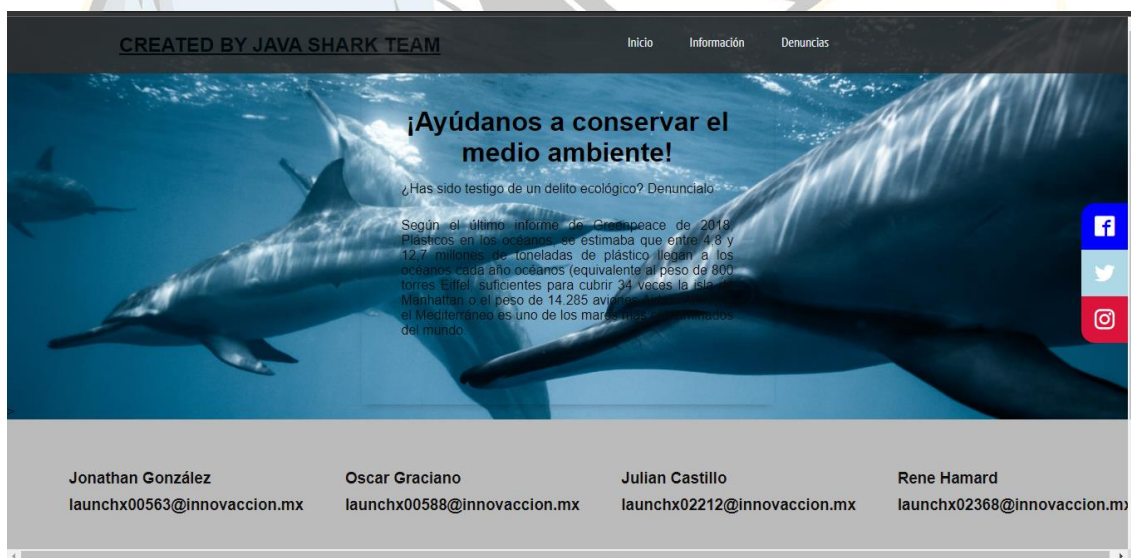 CREATED BY JAVA SHARK TEAM
Inicio Información Denuncias
¡Ayúdanos a conservar el
medio ambiente!
¿Has sido testigo de un delito ecológico? Denuncialo
Según el último informe de Greenpeace de 2018,
Plásticos en los océanos, se estimaba que entre 4,8 y
12,7 millones de toneladas de plástico llegan a los
océanos cada año océanos (equivalente al peso de 800
torres Eiffel, suficientes para cubrir 34 veces la isla de
Manhattan o el peso de 14.285 aviones
el Mediterráneo es uno de los mares más contaminados
del mundo
Jonathan González Oscar Graciano Julian Castillo Rene Hamard
launchx00563@innovaccion.mx launchx00588@innovaccion.mx launchx02212@innovaccion.mx launchx02368@innovaccion.mx